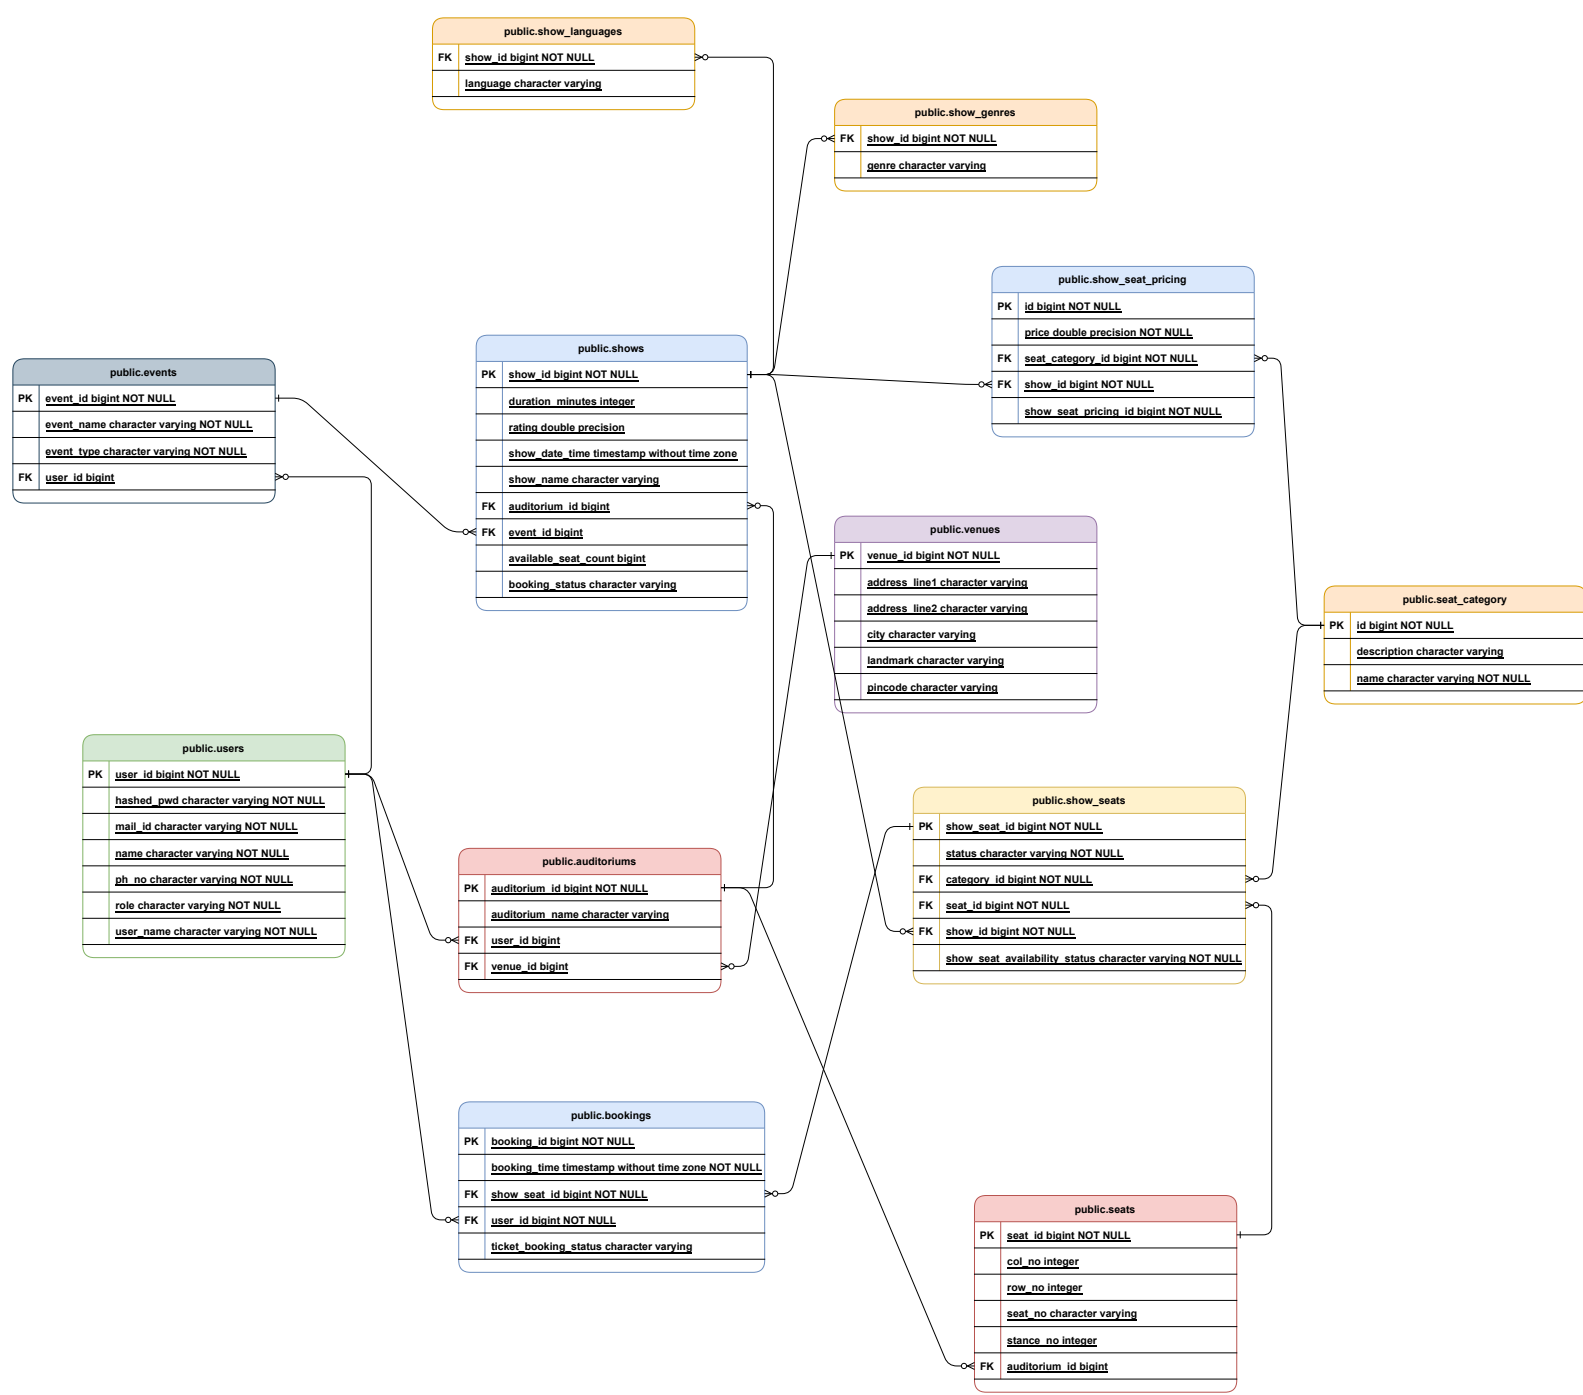 public.show_languages
FK show_id bigint NOT NULL
language character varying
public.show_genres
FK show_id bigint NOT NULL
genre character varying
public.show_seat_pricing
PK id bigint NOT NULL
price double precision NOT NULL
FK seat_category_id bigint NOT NULL
FK show_id bigint NOT NULL
show_seat_pricing_id bigint NOT NULL
public.shows
PK show_id bigint NOT NULL
duration_minutes integer
rating double precision
show_date_time timestamp without time zone
show_name character varying
FK auditorium_id bigint
FK event_id bigint
available_seat_count bigint
booking_status character varying
public.events
PK event_id bigint NOT NULL
event_name character varying NOT NULL
event_type character varying NOT NULL
FK user_id bigint
public.venues
PK venue_id bigint NOT NULL
address_line1 character varying
address_line2 character varying
city character varying
landmark character varying
pincode character varying
public.seat_category
PK id bigint NOT NULL
description character varying
name character varying NOT NULL
public.users
PK user_id bigint NOT NULL
hashed_pwd character varying NOT NULL
mail_id character varying NOT NULL
name character varying NOT NULL
ph_no character varying NOT NULL
role character varying NOT NULL
user_name character varying NOT NULL
public.show_seats
PK show_seat_id bigint NOT NULL
status character varying NOT NULL
FK category_id bigint NOT NULL
FK seat_id bigint NOT NULL
FK show_id bigint NOT NULL
show_seat_availability_status character varying NOT NULL
public.auditoriums
PK auditorium_id bigint NOT NULL
auditorium_name character varying
FK user_id bigint
FK venue_id bigint
public.bookings
PK booking_id bigint NOT NULL
booking_time timestamp without time zone NOT NULL
FK show_seat_id bigint NOT NULL
FK user_id bigint NOT NULL
ticket_booking_status character varying
public.seats
PK seat_id bigint NOT NULL
col_no integer
row_no integer
seat_no character varying
stance_no integer
FK auditorium_id bigint